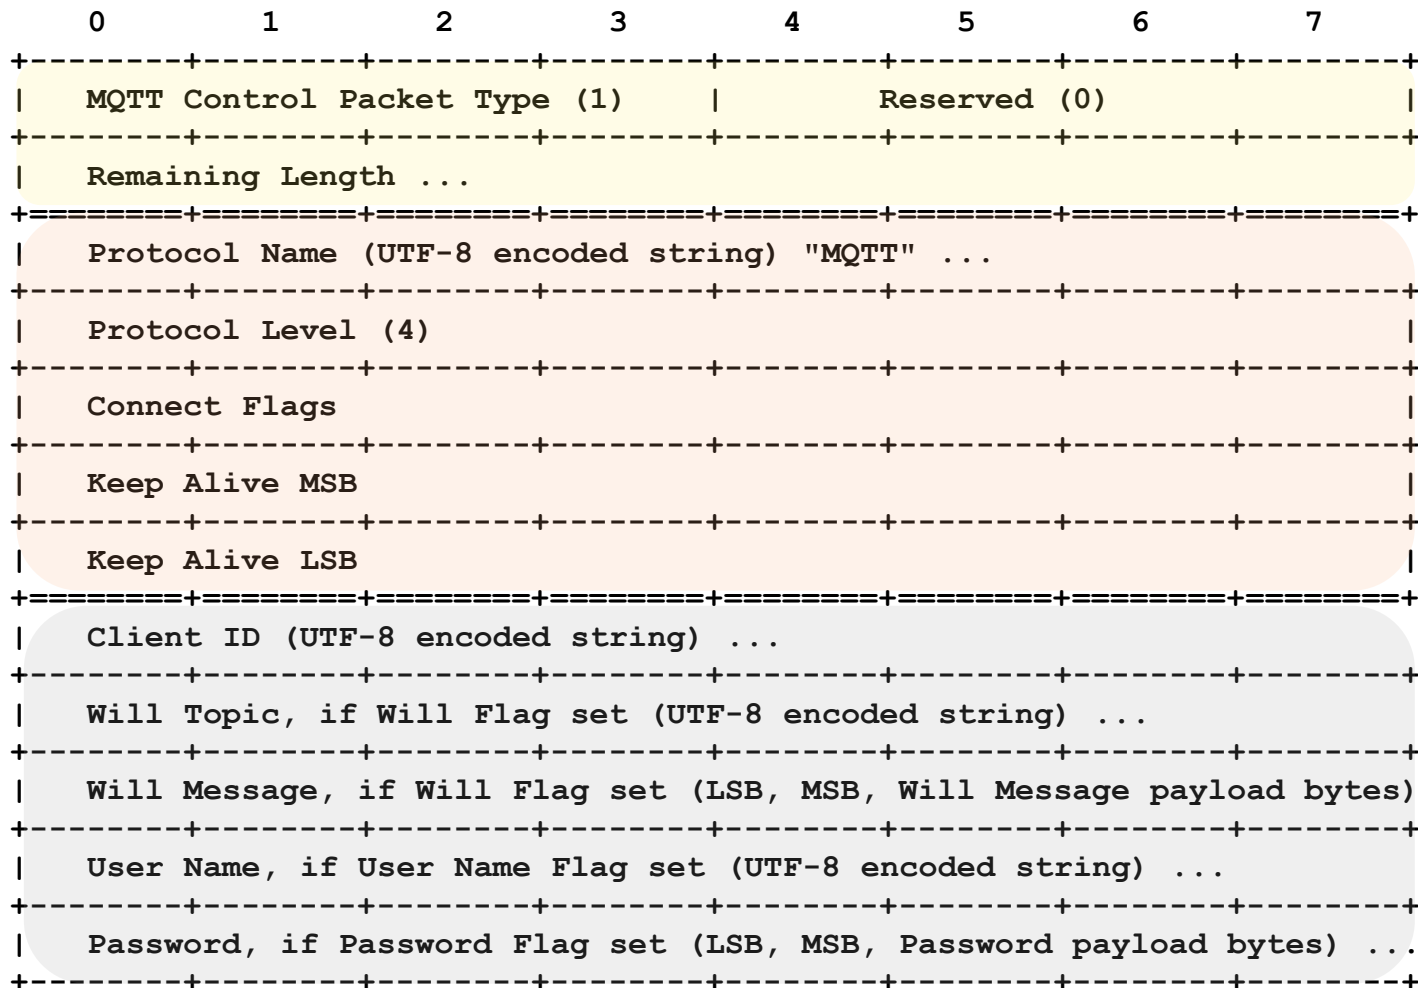 0 1 2 3 4 5 6 7
+--------+--------+--------+--------+--------+--------+--------+--------+
| MQTT Control Packet Type (1) | Reserved (0) |
+--------+--------+--------+--------+--------+--------+--------+--------+
| Remaining Length ...
+========+========+========+========+========+========+========+========+
| Protocol Name (UTF-8 encoded string) "MQTT" ...
+--------+--------+--------+--------+--------+--------+--------+--------+
| Protocol Level (4) |
+--------+--------+--------+--------+--------+--------+--------+--------+
| Connect Flags |
+--------+--------+--------+--------+--------+--------+--------+--------+
| Keep Alive MSB |
+--------+--------+--------+--------+--------+--------+--------+--------+
| Keep Alive LSB |
+========+========+========+========+========+========+========+========+
| Client ID (UTF-8 encoded string) ...
+--------+--------+--------+--------+--------+--------+--------+--------+
| Will Topic, if Will Flag set (UTF-8 encoded string) ...
+--------+--------+--------+--------+--------+--------+--------+--------+
| Will Message, if Will Flag set (LSB, MSB, Will Message payload bytes)
+--------+--------+--------+--------+--------+--------+--------+--------+
| User Name, if User Name Flag set (UTF-8 encoded string) ...
+--------+--------+--------+--------+--------+--------+--------+--------+
| Password, if Password Flag set (LSB, MSB, Password payload bytes) ...
+--------+--------+--------+--------+--------+--------+--------+--------+